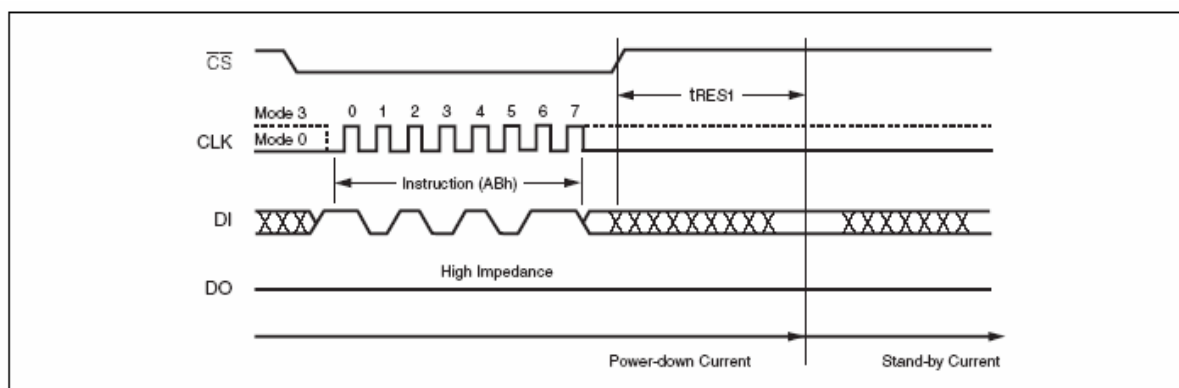 CS
tRES1
Mode 3 0 1 2 3 4 5 6 7
CLK Mode 0
Instruction (ABh)
DI
High Impedance
DO
Power-down Current Stand-by Current